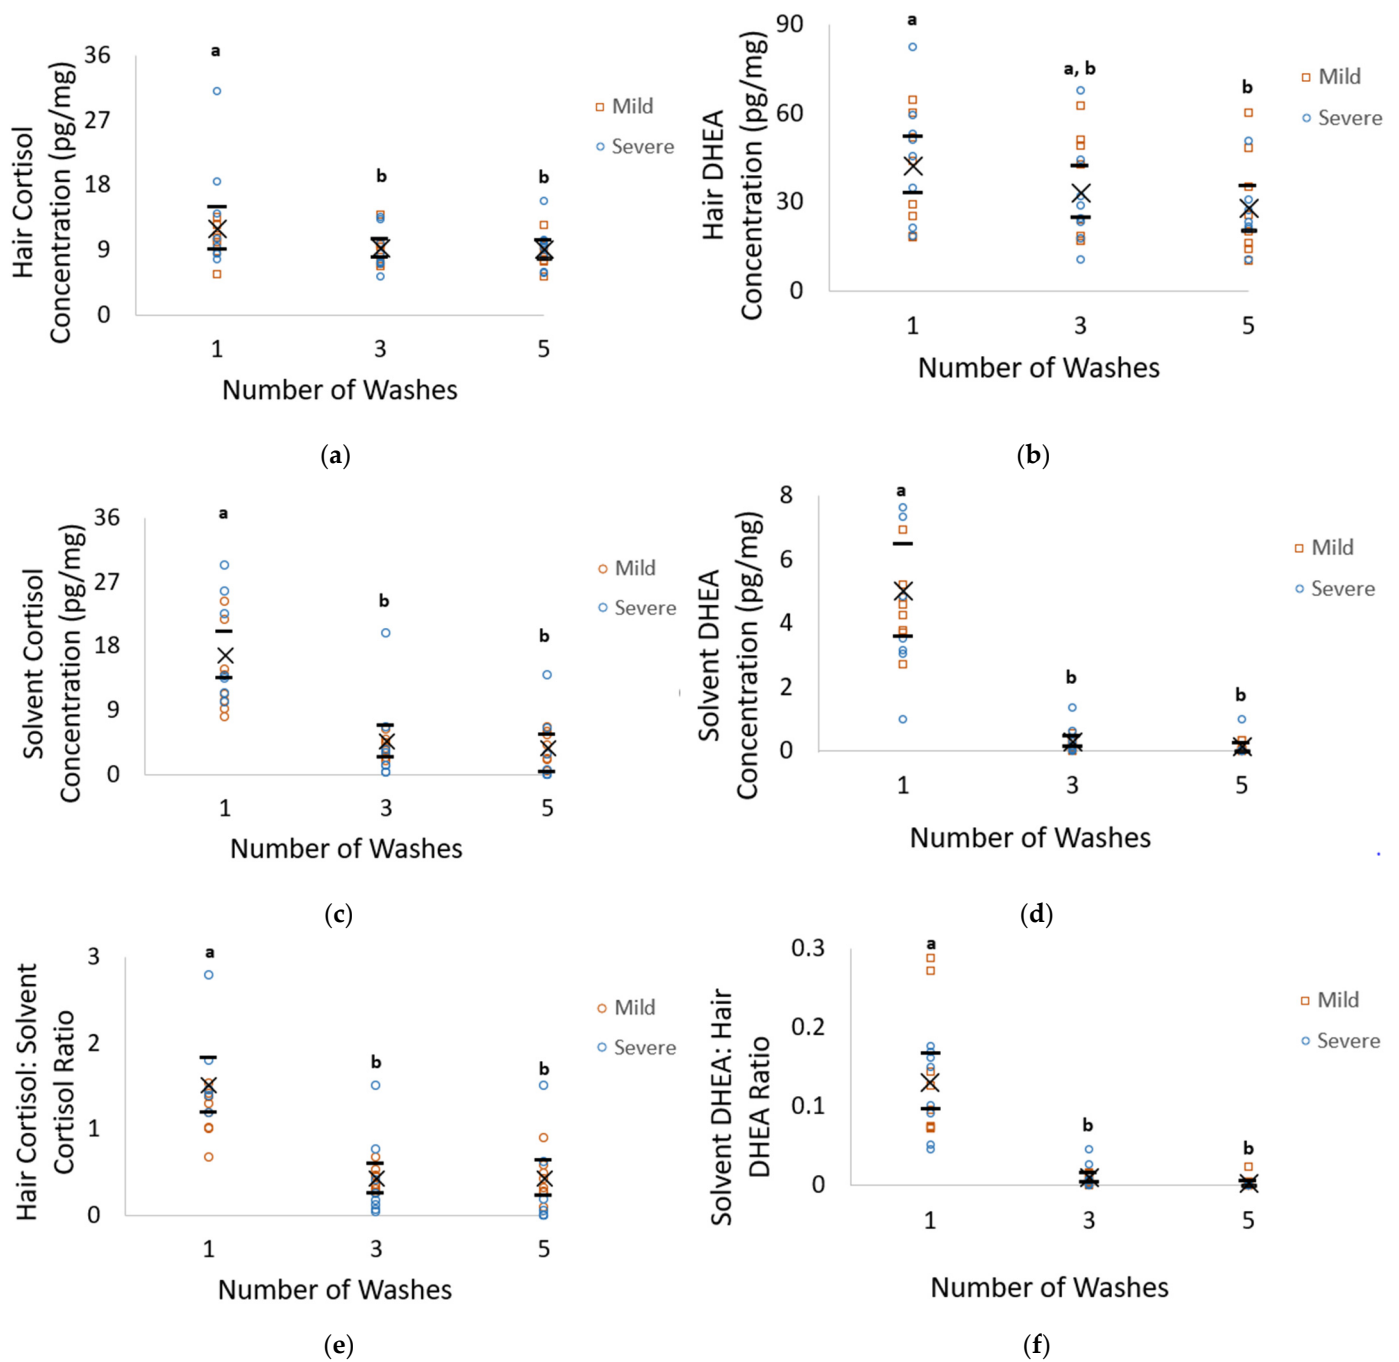 Hair Cortisol
Concentration (pg/mg)
36
27
18
9
0
a
b
b
1 3 5
Number of Washes
Mild
Severe
(a)
Hair DHEA
Concentration (pg/mg)
90
60
30
0
a
a, b
b
1 3 5
Number of Washes
Mild
Severe
(b)
Solvent Cortisol
Concentration (pg/mg)
36
27
18
9
0
a
b
b
1 3 5
Number of Washes
Mild
Severe
(c)
Solvent DHEA
Concentration (pg/mg)
8
6
4
2
0
a
b
b
1 3 5
Number of Washes
Mild
Severe
(d)
Hair Cortisol: Solvent
Cortisol Ratio
3
2
1
0
a
b
b
1 3 5
Number of Washes
Mild
Severe
(e)
Solvent DHEA: Hair
DHEA Ratio
0.3
0.2
0.1
0
a
b
b
1 3 5
Number of Washes
Mild
Severe
(f)